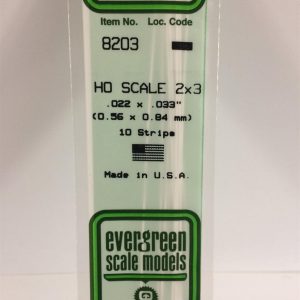 Item No. Loc. Code
8203
HO SCALE 2x3
.022 x .033"
(0.56 x 0.84 mm)
10 Strips
Made in U.S.A.
evergreen
scale models